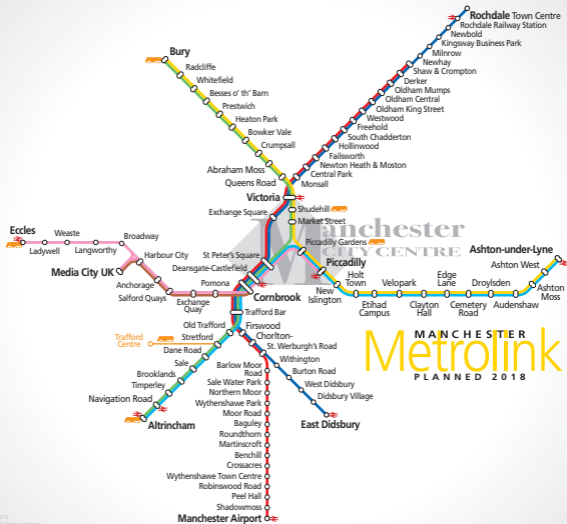 Rochdale Town Centre
Rochdale Railway Station
Newbold
Kingsway Business Park
Milnrow
Newhay
Shaw & Crompton
Derker
Oldham Mumps
Oldham Central
Oldham King Street
Westwood
Freehold
South Chadderton
Hollinwood
Failsworth
Newton Heath & Moston
Central Park
Monsall
Bury
Radcliffe
Whitefield
Besses o' th' Barn
Prestwich
Heaton Park
Bowker Vale
Crumpsall
Abraham Moss
Queens Road
Victoria
Exchange Square
Shudehill
Market Street
Manchester
CITY CENTRE
Piccadilly Gardens
St Peter's Square
Deansgate-Castlefield
Piccadilly
Eccles
Ladywell
Weaste
Langworthy
Broadway
Harbour City
Media City UK
Anchorage
Salford Quays
Exchange
Quay
Pomona
Cornbrook
New
Islington
Holt
Town
Etihad
Campus
Velopark
Clayton
Hall
Edge
Lane
Cemetery
Road
Droylsden
Audenshaw
Ashton
Moss
Ashton West
Ashton-under-Lyne
Trafford Bar
Old Trafford
Trafford
Centre
Stretford
Dane Road
Sale
Brooklands
Timperley
Navigation Road
Altrincham
Firswood
Chorlton-
St. Werburgh's Road
Withington
Burton Road
West Didsbury
Didsbury Village
East Didsbury
Barlow Moor
Road
Sale Water Park
Northern Moor
Wythenshawe Park
Moor Road
Baguley
Roundthorn
Martinscroft
Benchill
Crossacres
Wythenshawe Town Centre
Robinswood Road
Peel Hall
Shadowmoss
Manchester Airport
MANCHESTER
Metrolink
PLANNED 2018